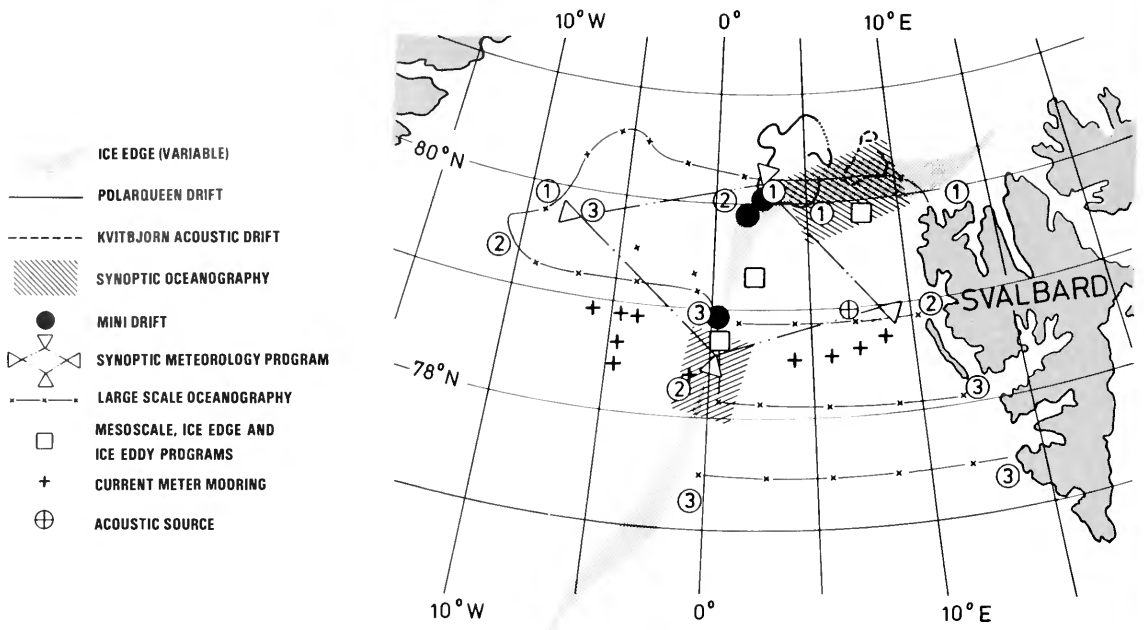 ICE EDGE (VARIABLE)
POLARQUEEN DRIFT
KVITBJORN ACOUSTIC DRIFT
SYNOPTIC OCEANOGRAPHY
MINI DRIFT
SYNOPTIC METEOROLOGY PROGRAM
LARGE SCALE OCEANOGRAPHY
MESOSCALE, ICE EDGE AND
ICE EDDY PROGRAMS
CURRENT METER MOORING
ACOUSTIC SOURCE
10°W 0° 10°E
80°N
1 3 2 1 1 1
2
3 2
SVALBARD
78°N
2 3
3 3
10°W 0° 10°E